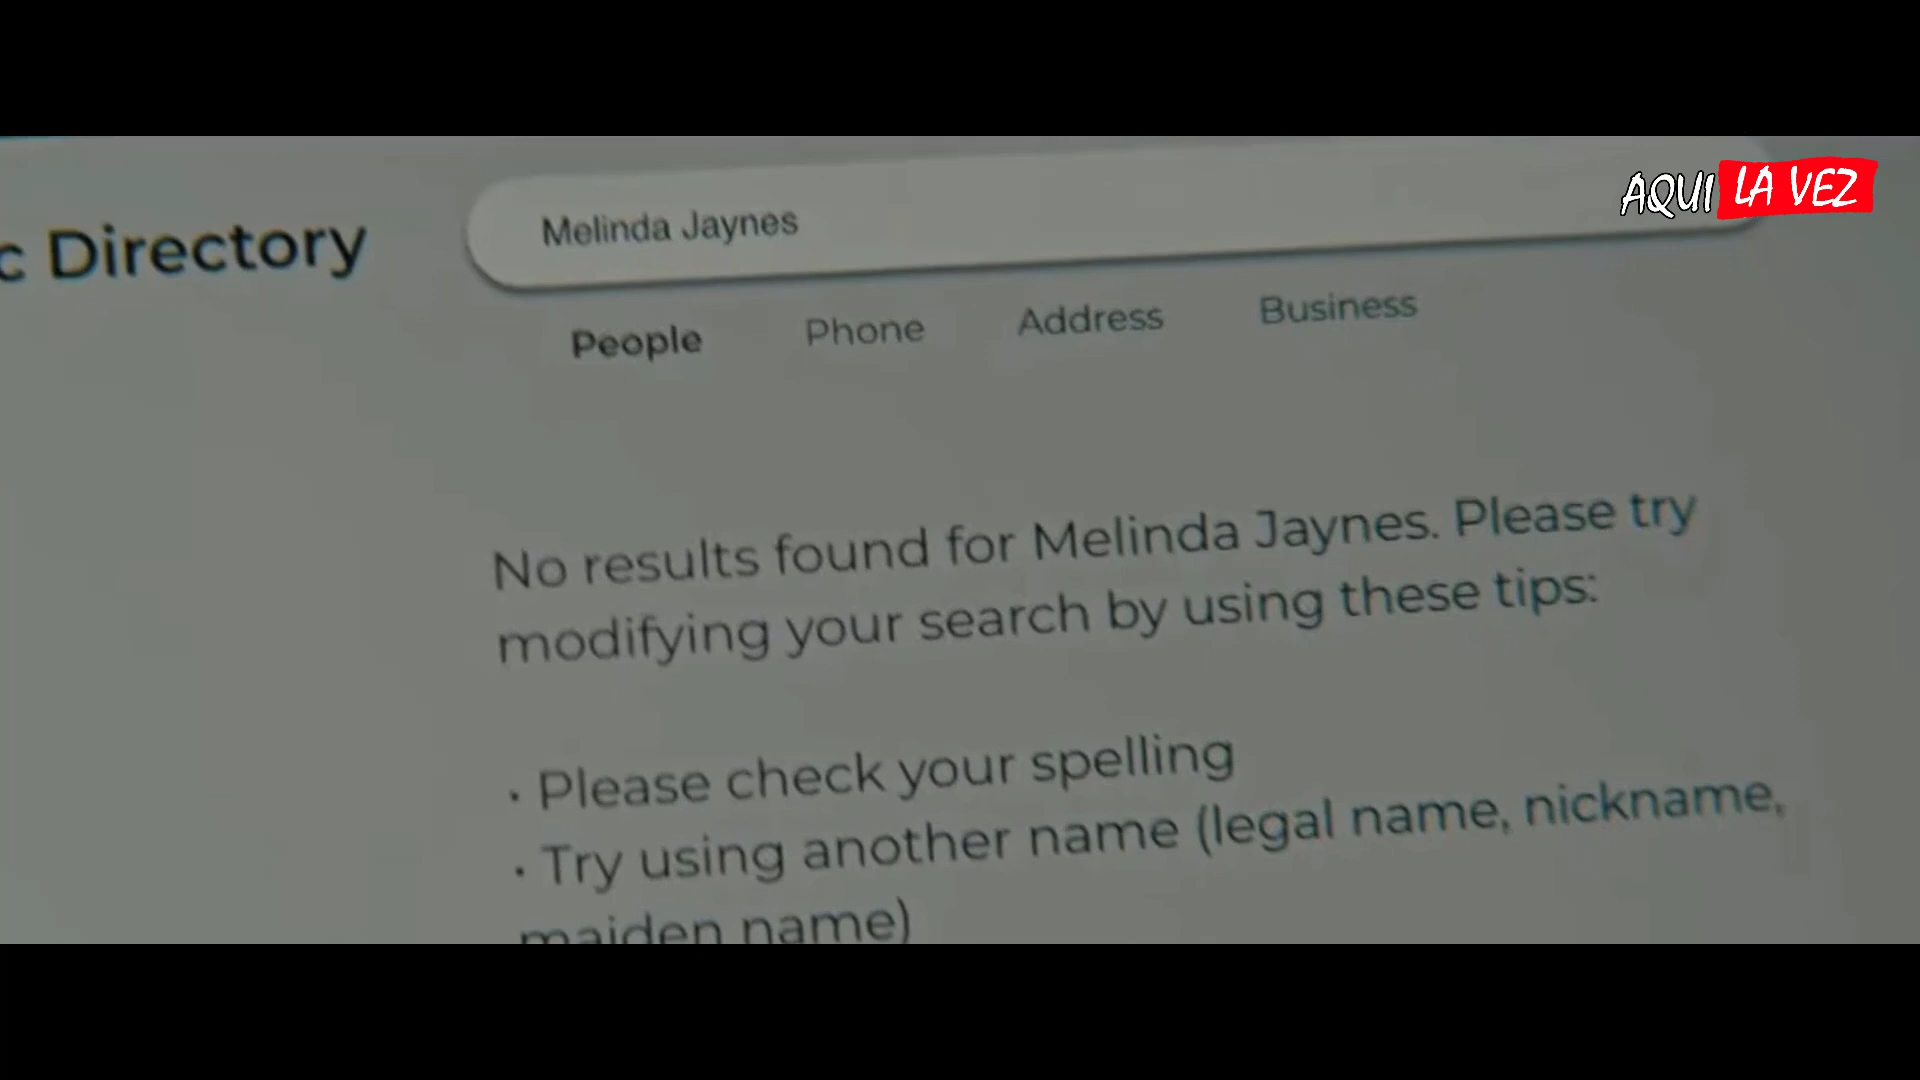 AQUI LA VEZ
c Directory
Melinda Jaynes
People Phone Address Business
No results found for Melinda Jaynes. Please try
modifying your search by using these tips:
· Please check your spelling
· Try using another name (legal name, nickname,
maiden name)